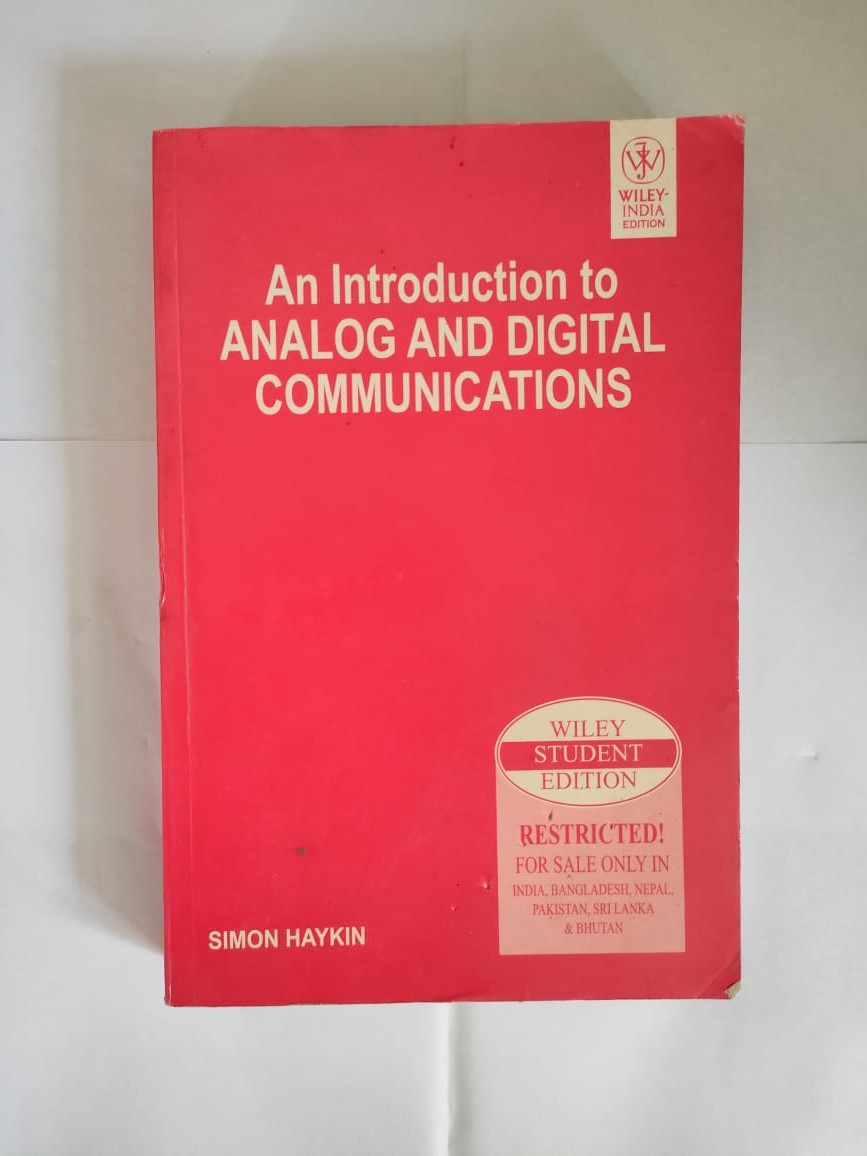 WILEY-
INDIA
EDITION
An Introduction to
ANALOG AND DIGITAL
COMMUNICATIONS
WILEY
STUDENT
EDITION
RESTRICTED!
FOR SALE ONLY IN
INDIA, BANGLADESH, NEPAL,
PAKISTAN, SRI LANKA
& BHUTAN
SIMON HAYKIN